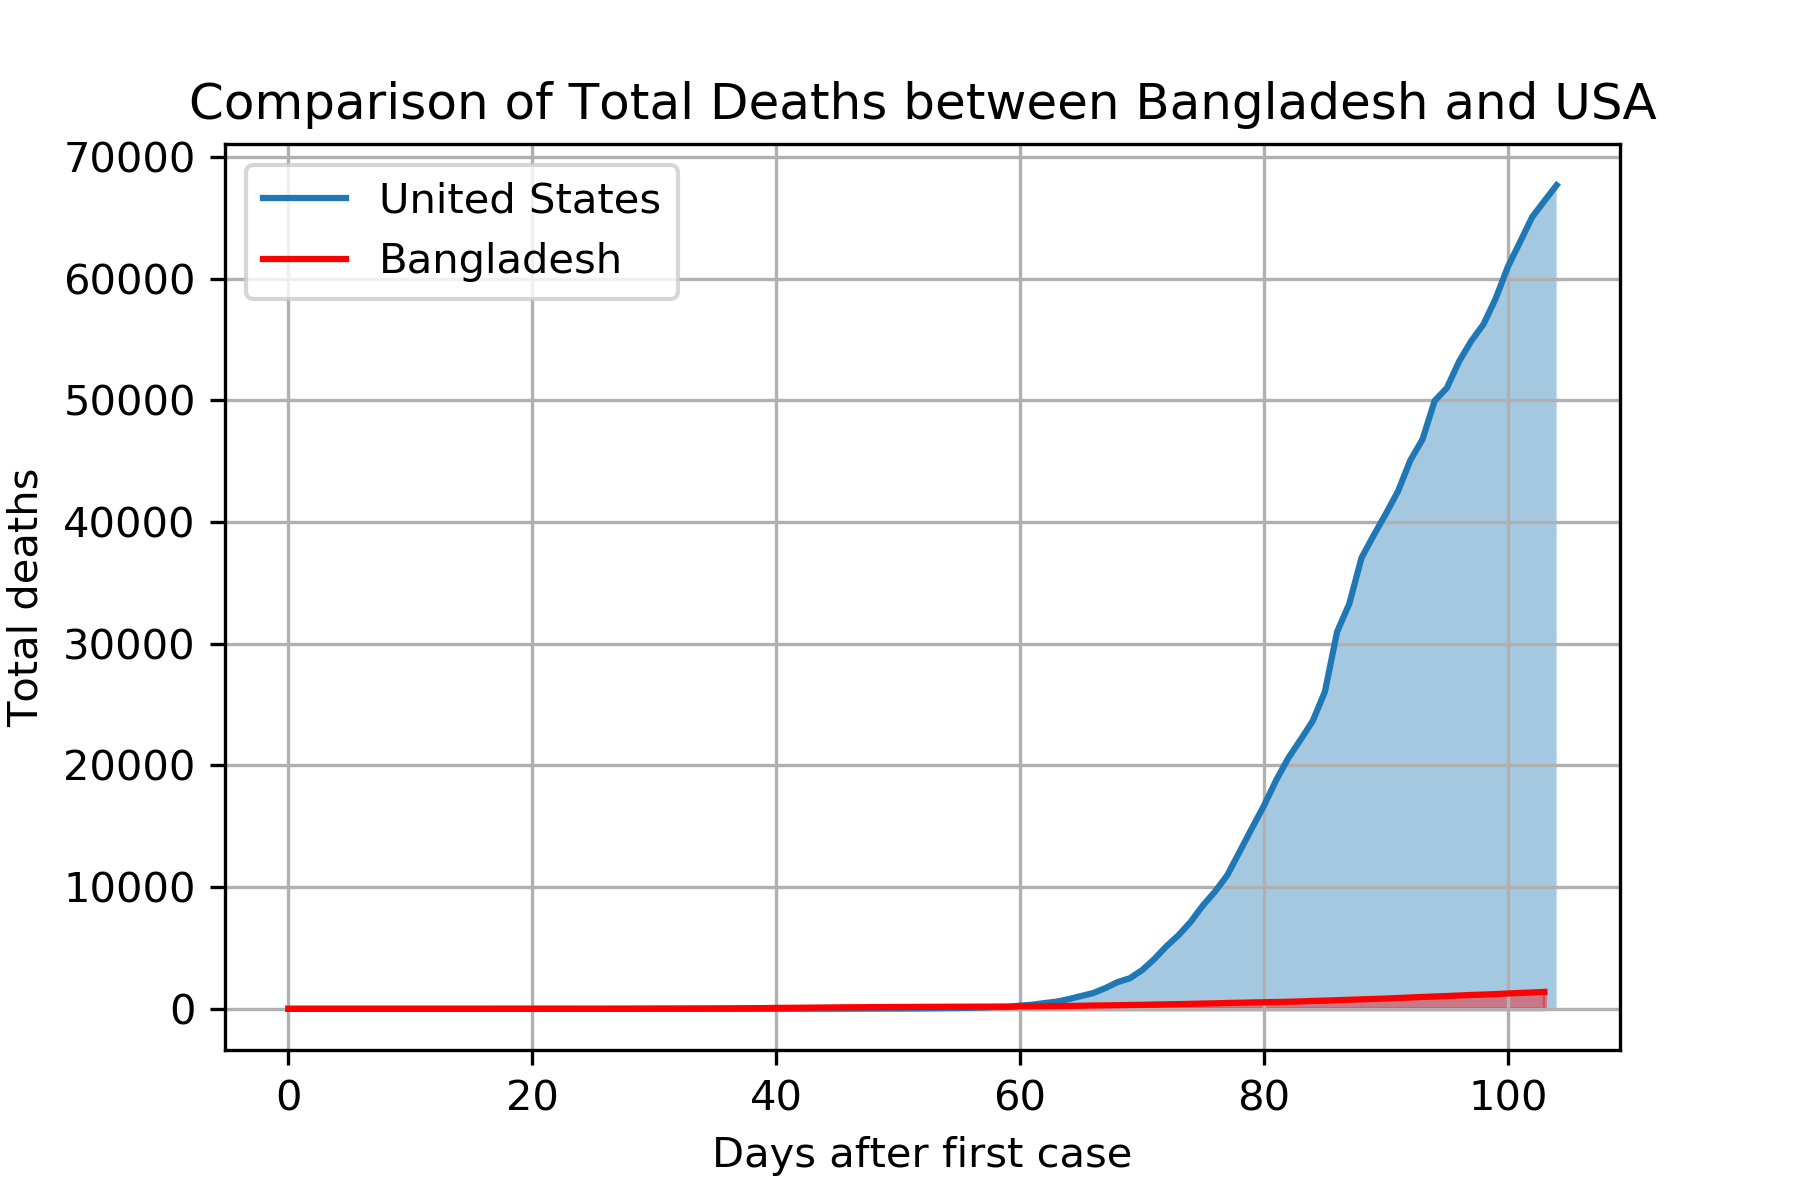 Comparison of Total Deaths between Bangladesh and USA
United States
Bangladesh
70000
60000
50000
40000
30000
20000
10000
0
Total deaths
0 20 40 60 80 100
Days after first case